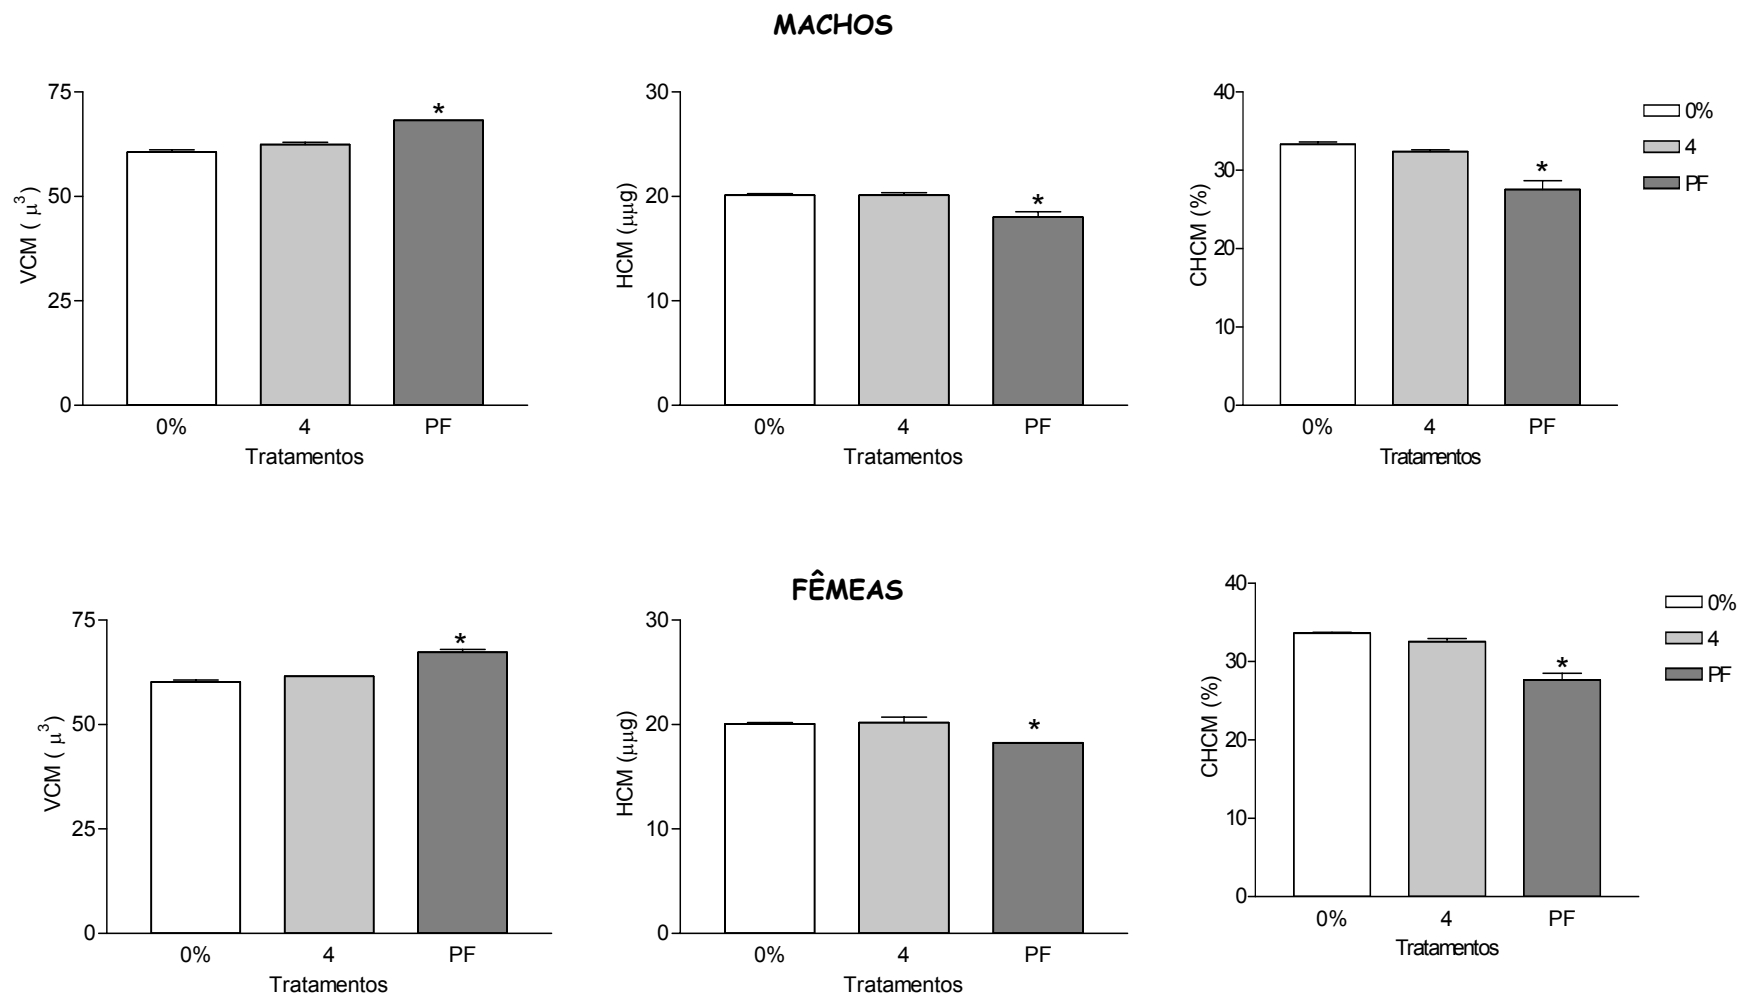 MACHOS
75
50
25
0
VCM ( μ³)
*
0% 4 PF
Tratamentos
30
20
10
0
HCM (μμg)
*
0% 4 PF
Tratamentos
40
30
20
10
0
CHCM (%)
*
0% 4 PF
Tratamentos
0%
4
PF
FÊMEAS
75
50
25
0
VCM ( μ³)
*
0% 4 PF
Tratamentos
30
20
10
0
HCM (μμg)
*
0% 4 PF
Tratamentos
40
30
20
10
0
CHCM (%)
*
0% 4 PF
Tratamentos
0%
4
PF